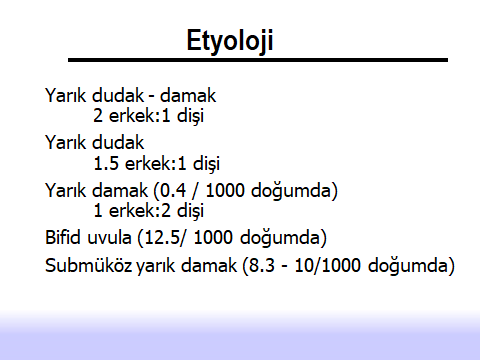 Etyoloji
Yarık dudak - damak
2 erkek:1 dişi
Yarık dudak
1.5 erkek:1 dişi
Yarık damak (0.4 / 1000 doğumda)
1 erkek:2 dişi
Bifid uvula (12.5/ 1000 doğumda)
Submüköz yarık damak (8.3 - 10/1000 doğumda)